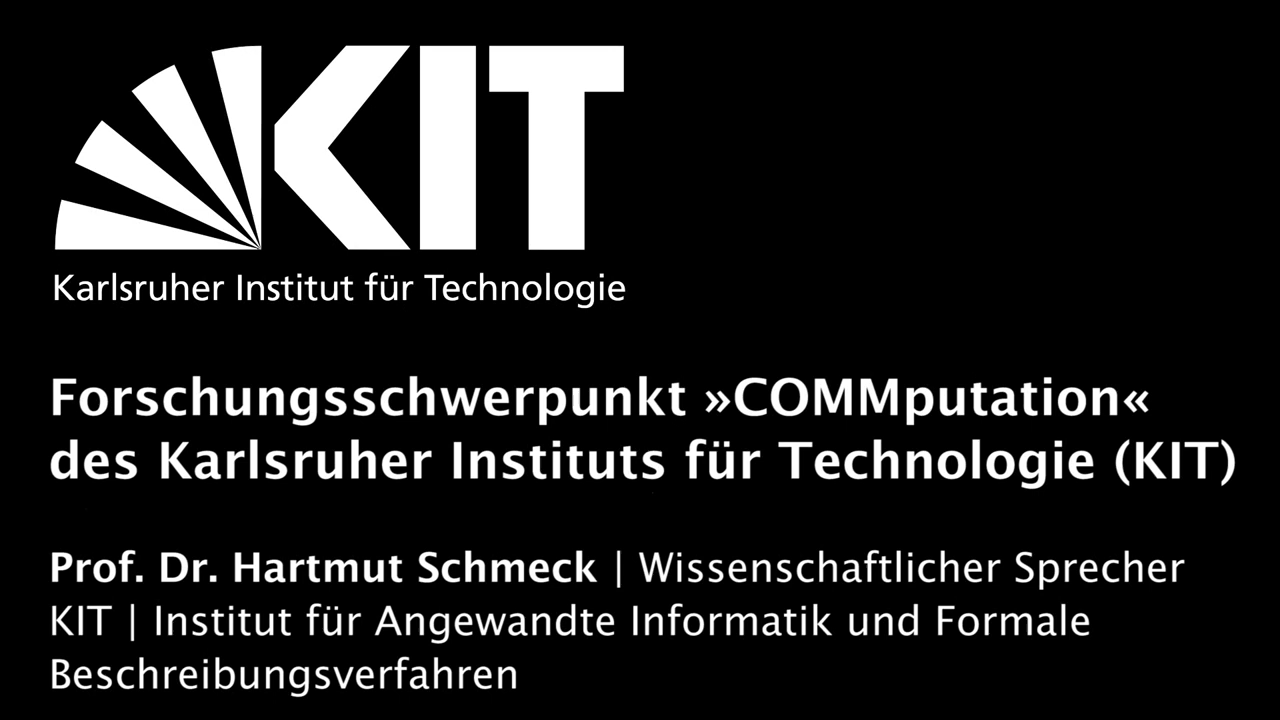 KIT
Karlsruher Institut für Technologie
Forschungsschwerpunkt »COMMputation«
des Karlsruher Instituts für Technologie (KIT)
Prof. Dr. Hartmut Schmeck | Wissenschaftlicher Sprecher
KIT | Institut für Angewandte Informatik und Formale
Beschreibungsverfahren